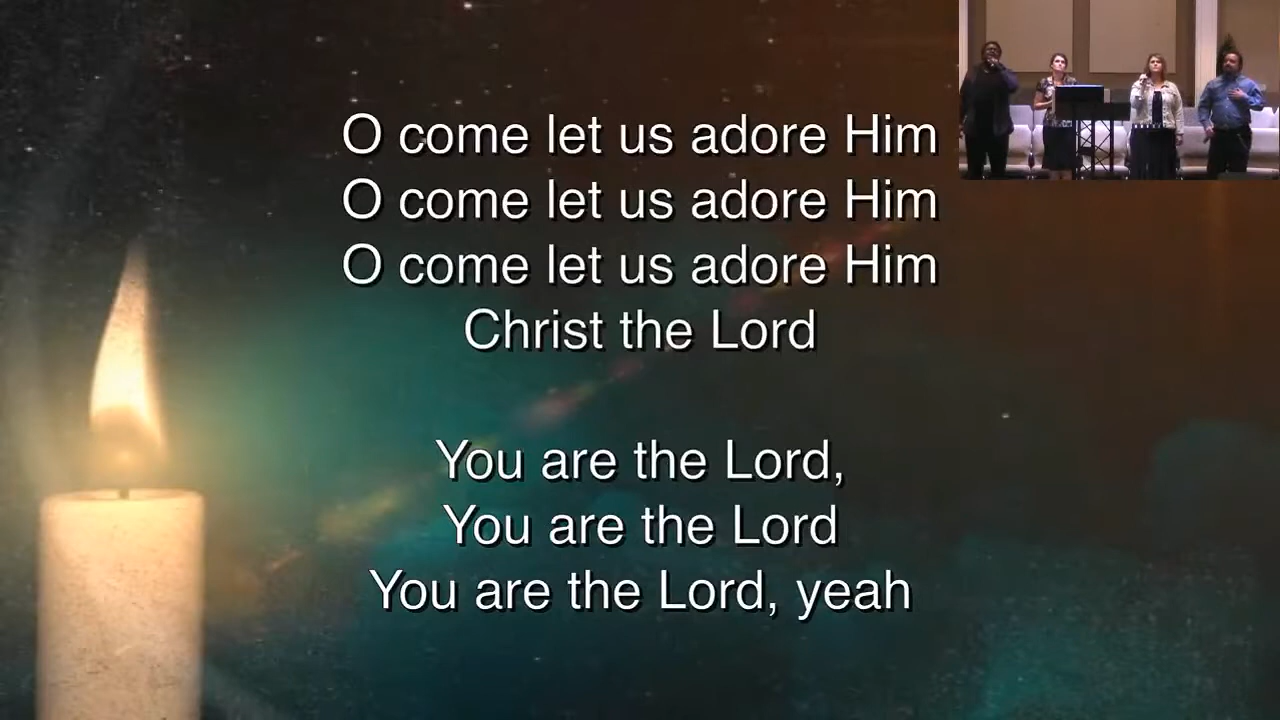 O come let us adore Him
O come let us adore Him
O come let us adore Him
Christ the Lord
You are the Lord,
You are the Lord
You are the Lord, yeah